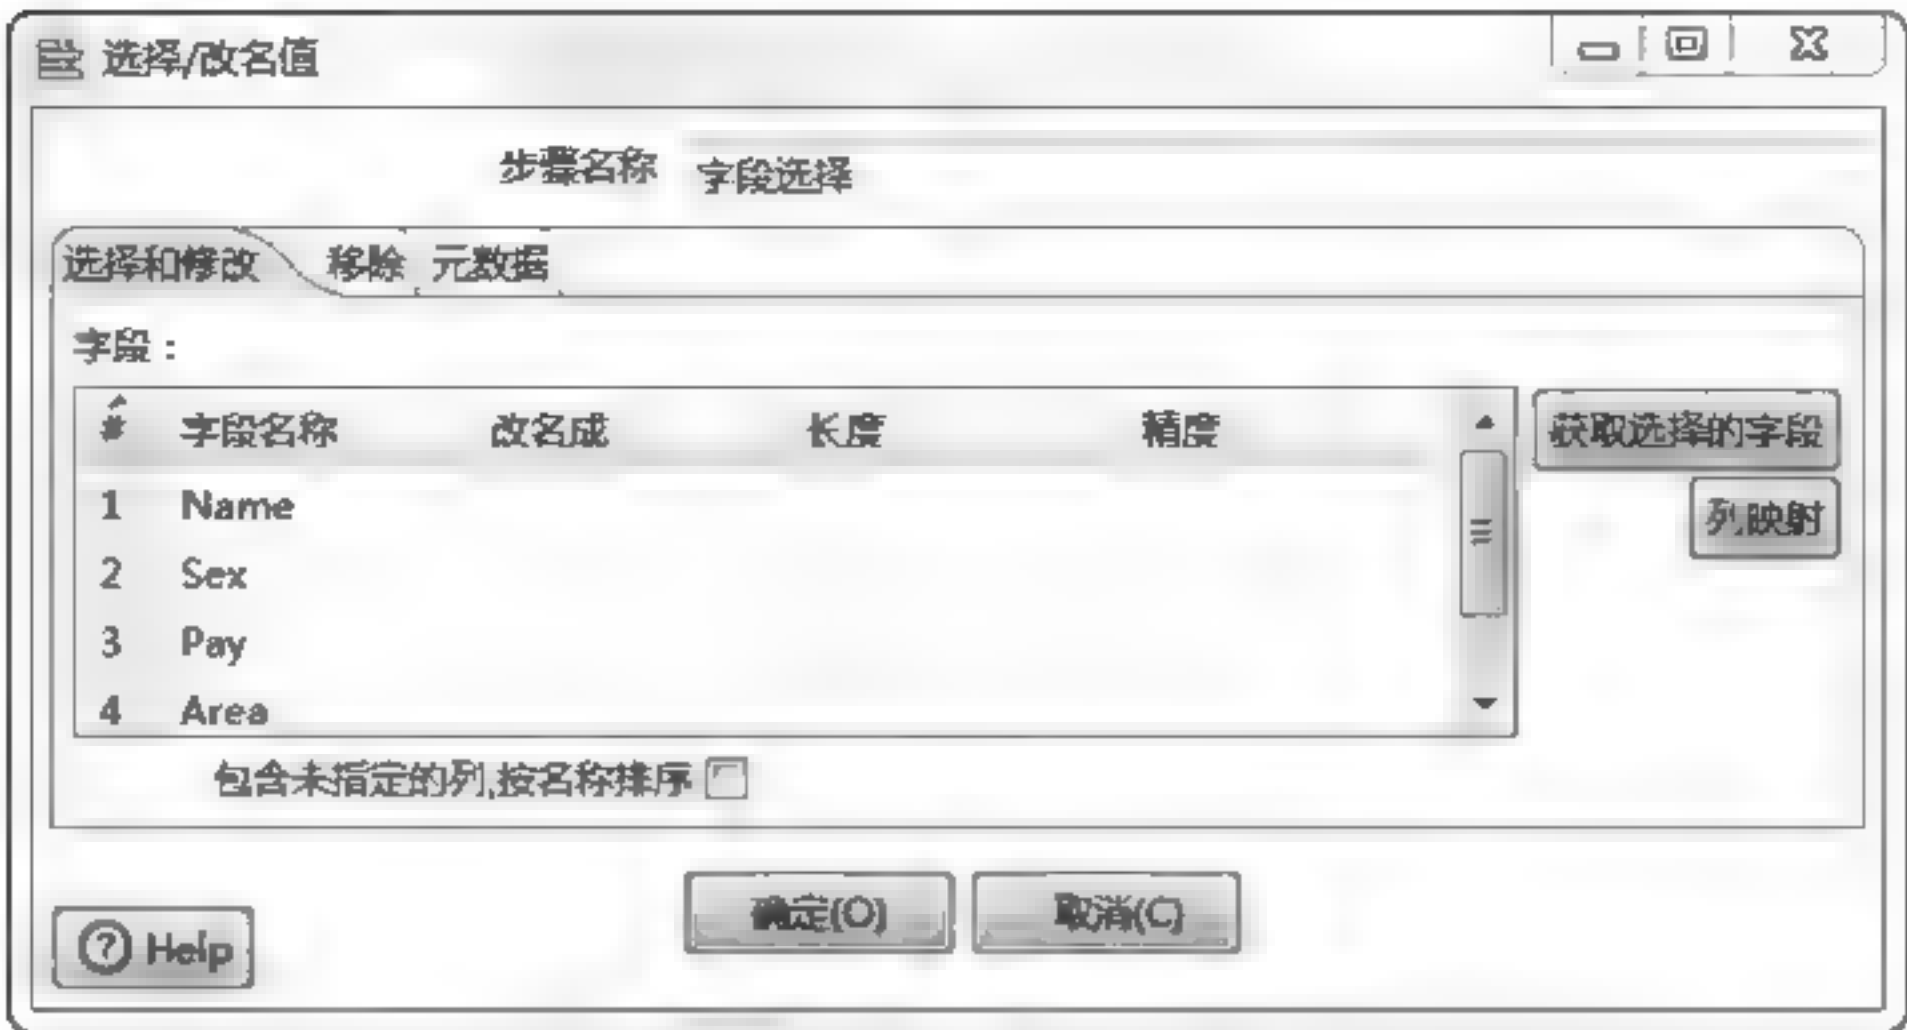 选择/改名值
步骤名称 字段选择
选择和修改 移除 元数据
字段：
# 字段名称 改名成 长度 精度
获取选择的字段
1 Name
列映射
2 Sex
3 Pay
4 Area
包含未指定的列,按名称排序
确定(O) 取消(C)
? Help